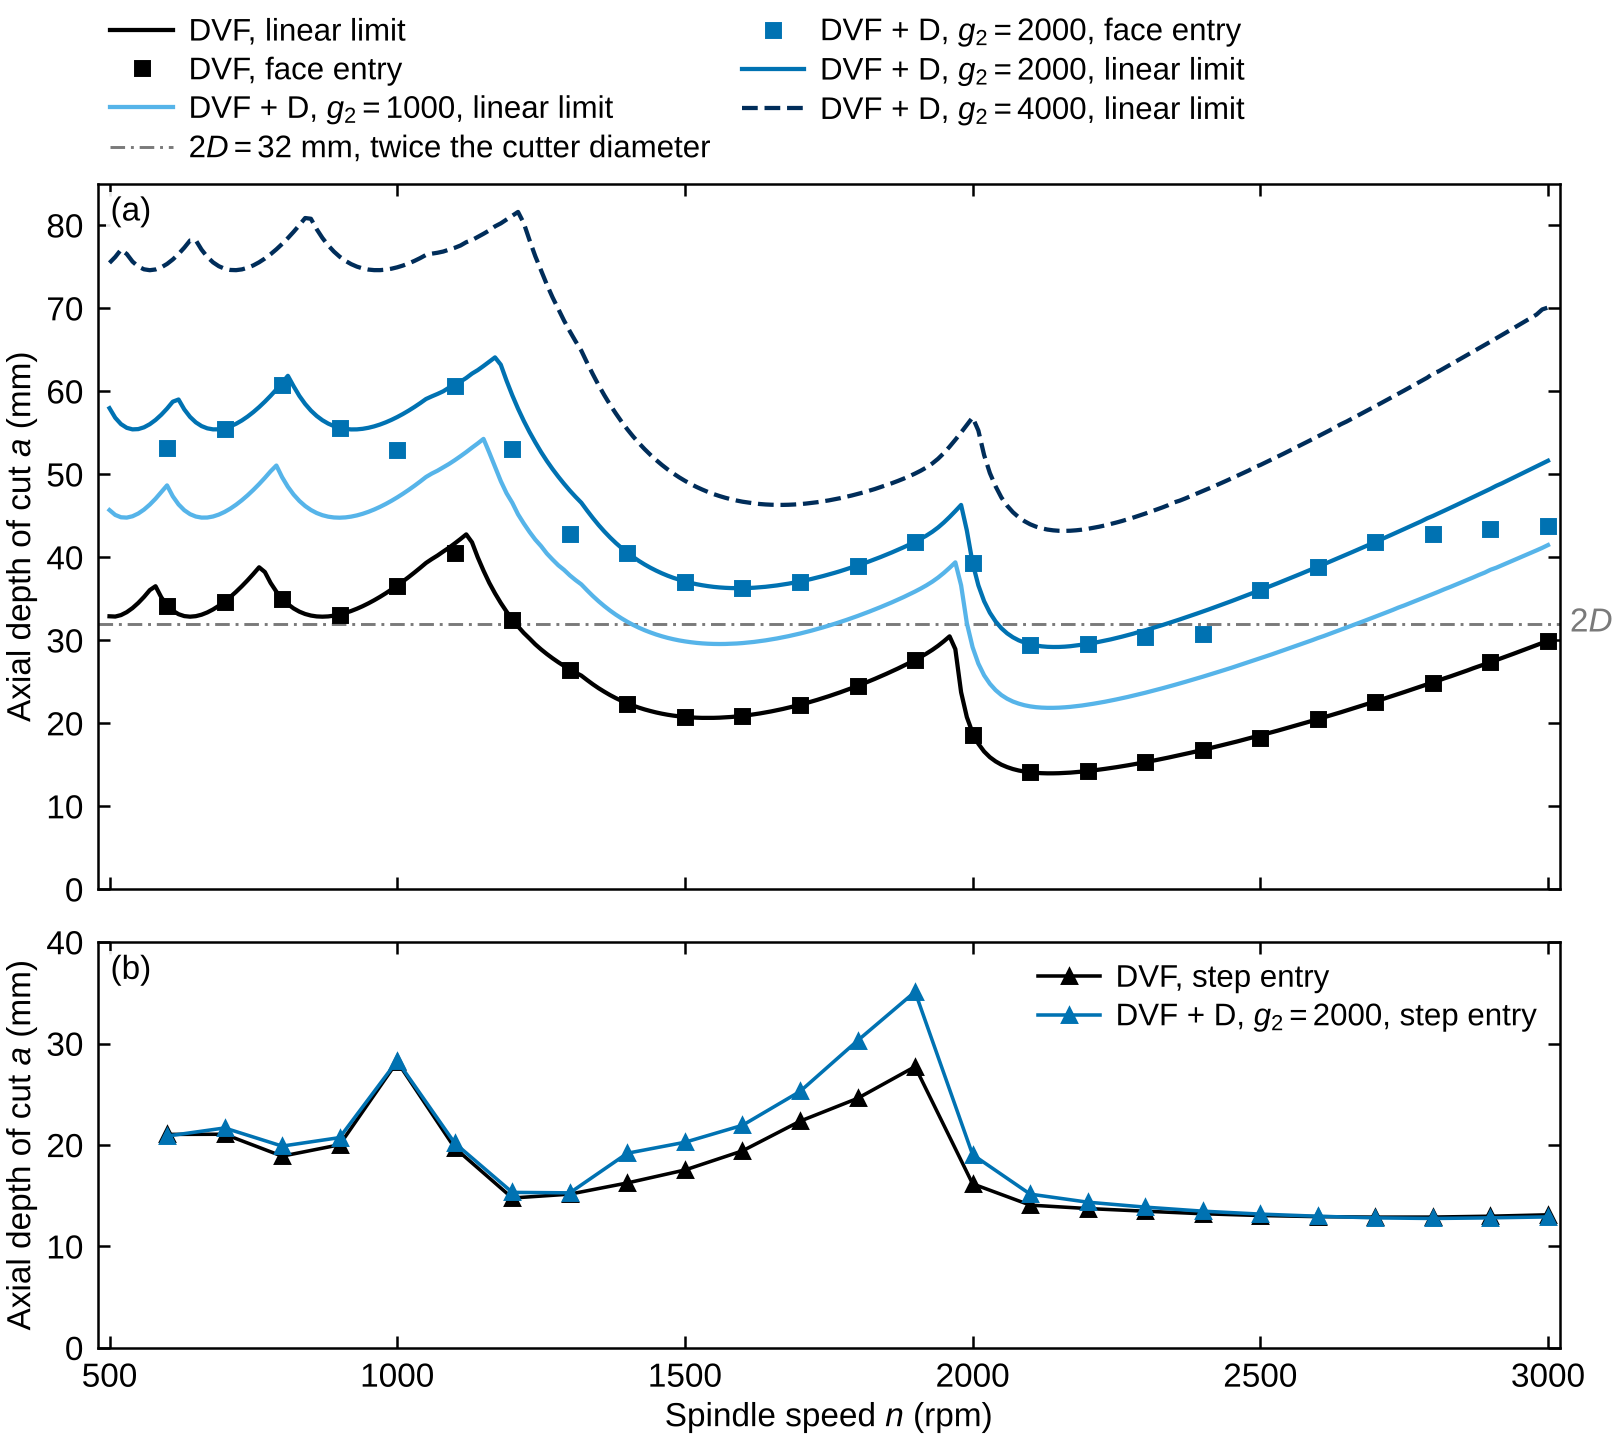 DVF, linear limit
DVF, face entry
DVF + D, g2 = 1000, linear limit
2D = 32 mm, twice the cutter diameter
DVF + D, g2 = 2000, face entry
DVF + D, g2 = 2000, linear limit
DVF + D, g2 = 4000, linear limit
(a)
80
70
60
50
40
30
20
10
0
Axial depth of cut a (mm)
2D
(b)
DVF, step entry
DVF + D, g2 = 2000, step entry
40
30
20
10
0
Axial depth of cut a (mm)
500 1000 1500 2000 2500 3000
Spindle speed n (rpm)